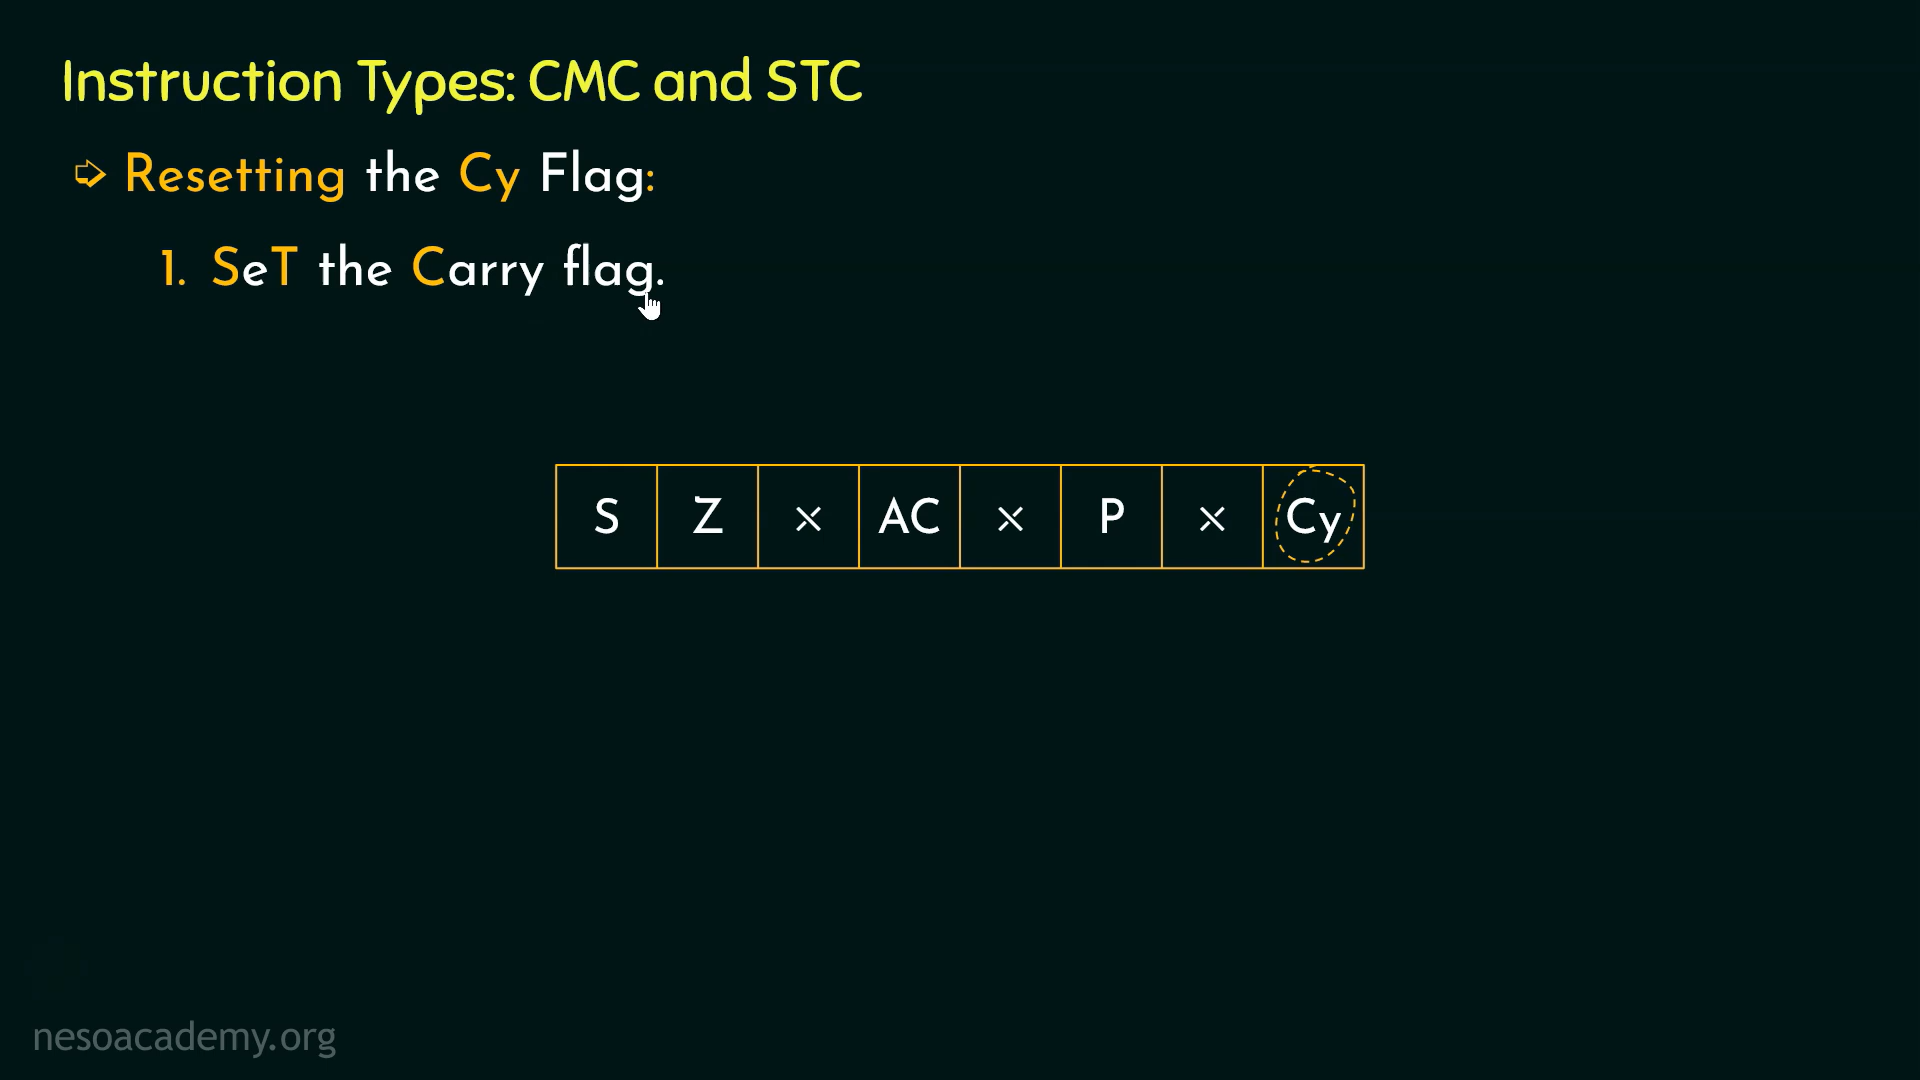 Instruction Types: CMC and STC
➩ Resetting the Cy Flag:
1. SeT the Carry flag.
S Z × AC × P × Cy
nesoacademy.org